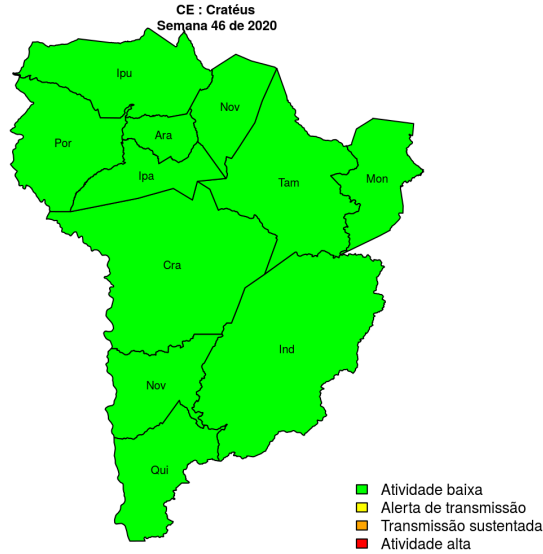 CE : Cratéus
Semana 46 de 2020
Ipu
Nov
Por
Ara
Ipa
Tam
Mon
Cra
Ind
Nov
Qui
Atividade baixa
Alerta de transmissão
Transmissão sustentada
Atividade alta